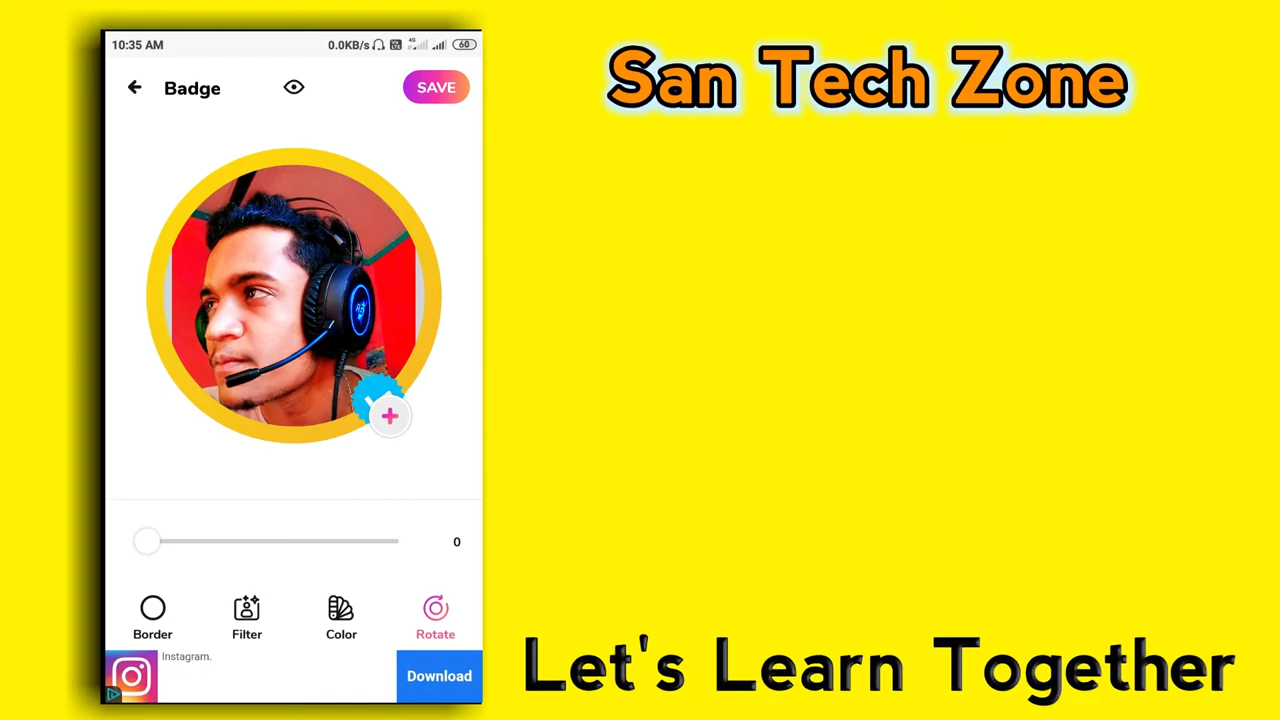 10:35 AM
0.0KB/s
4G
60
Badge
SAVE
San Tech Zone
0
Border
Filter
Color
Rotate
Instagram.
Download
Let's Learn Together